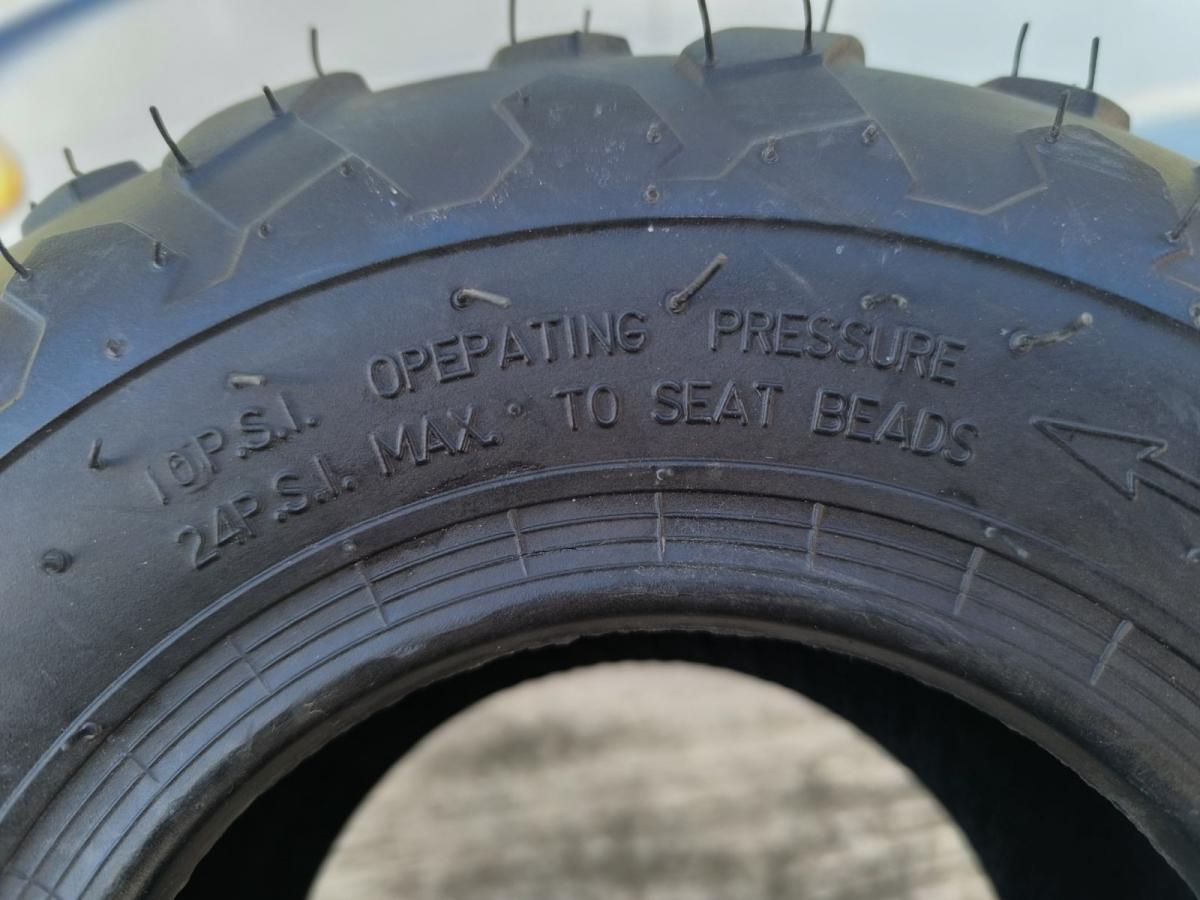 10P.S.I. OPEPATING PRESSURE
24P.S.I. MAX. TO SEAT BEADS